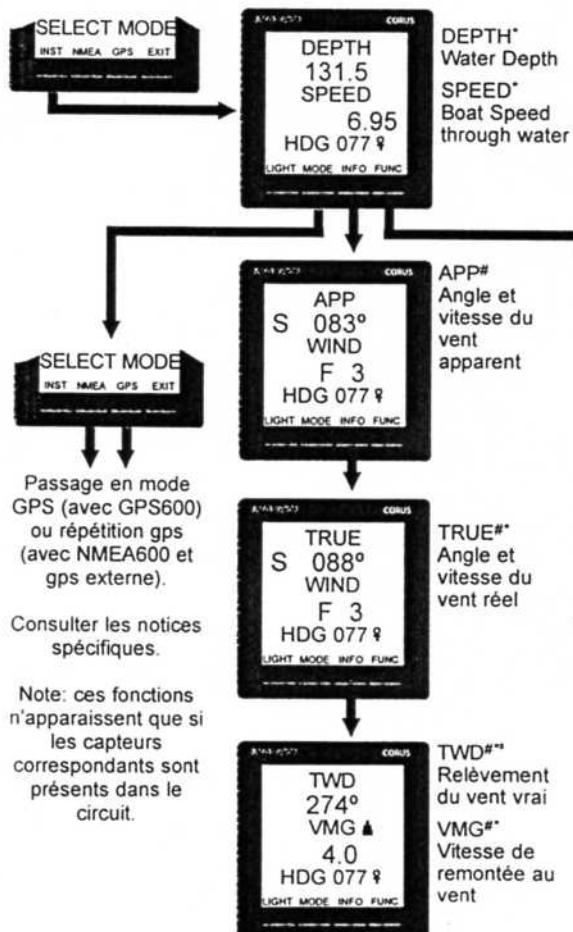 SELECT MODE
INST NMEA GPS EXIT
CORUS
DEPTH
131.5
SPEED
6.95
HDG 077
LIGHT MODE INFO FUNC
DEPTH*
Water Depth
SPEED*
Boat Speed
through water
SELECT MODE
INST NMEA GPS EXIT
Passage en mode
GPS (avec GPS600)
ou répétition gps
(avec NMEA600 et
gps externe).
Consulter les notices
spécifiques.
Note: ces fonctions
n'apparaissent que si
les capteurs
correspondants sont
présents dans le
circuit.
CORUS
APP
S 083°
WIND
F 3
HDG 077
LIGHT MODE INFO FUNC
APP#
Angle et
vitesse du
vent
apparent
CORUS
TRUE
S 088°
WIND
F 3
HDG 077
LIGHT MODE INFO FUNC
TRUE#*
Angle et
vitesse du
vent réel
CORUS
TWD
274°
VMG
4.0
HDG 077
LIGHT MODE INFO FUNC
TWD#
Relèvement
du vent vrai
VMG#*
Vitesse de
remontée au
vent